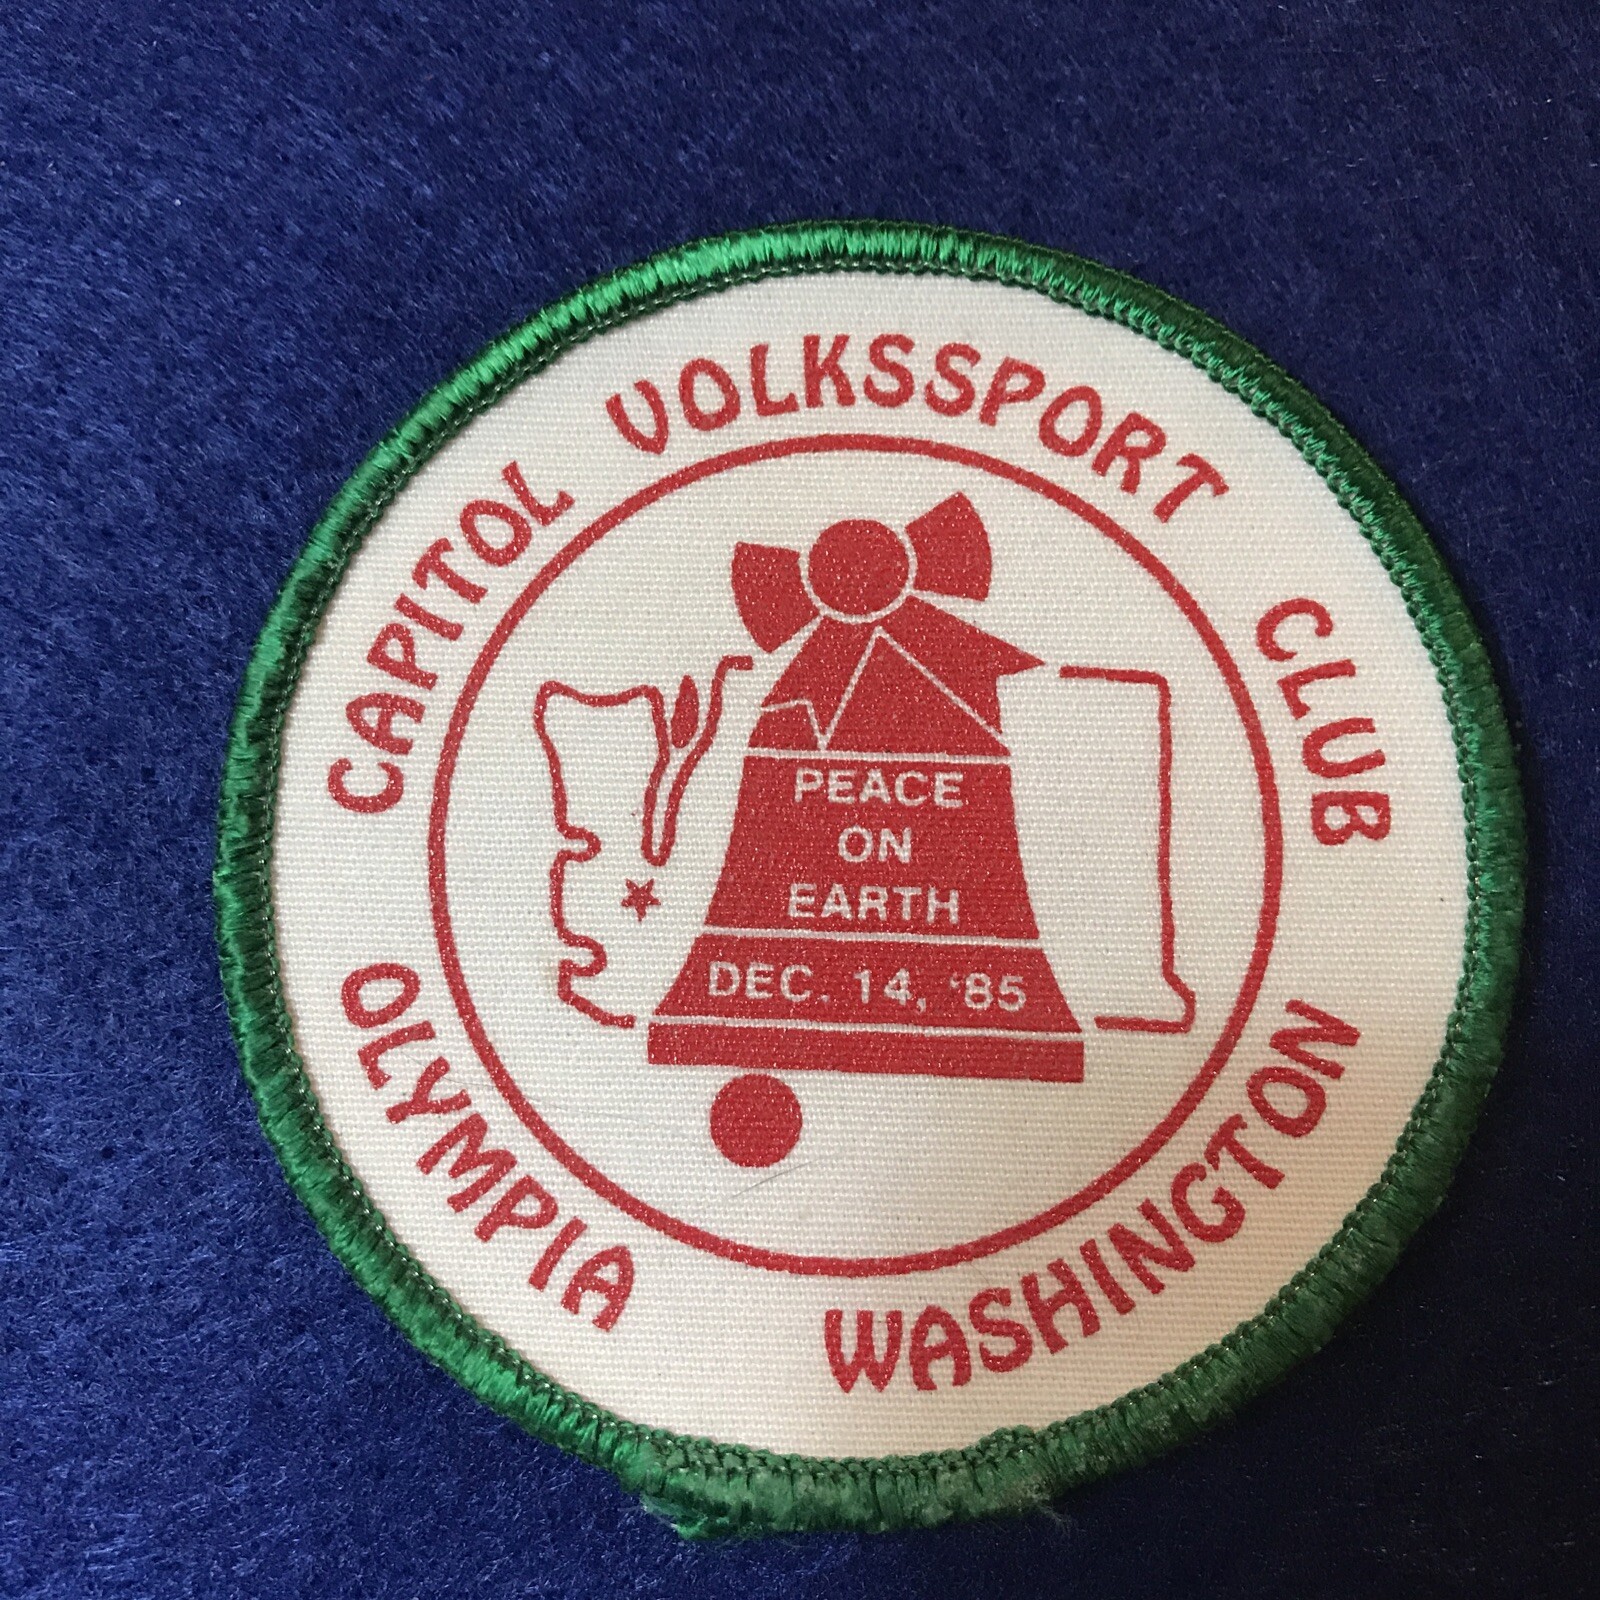 CAPITOL VOLKSSPORT CLUB
PEACE
ON
EARTH
DEC. 14, '85
OLYMPIA WASHINGTON